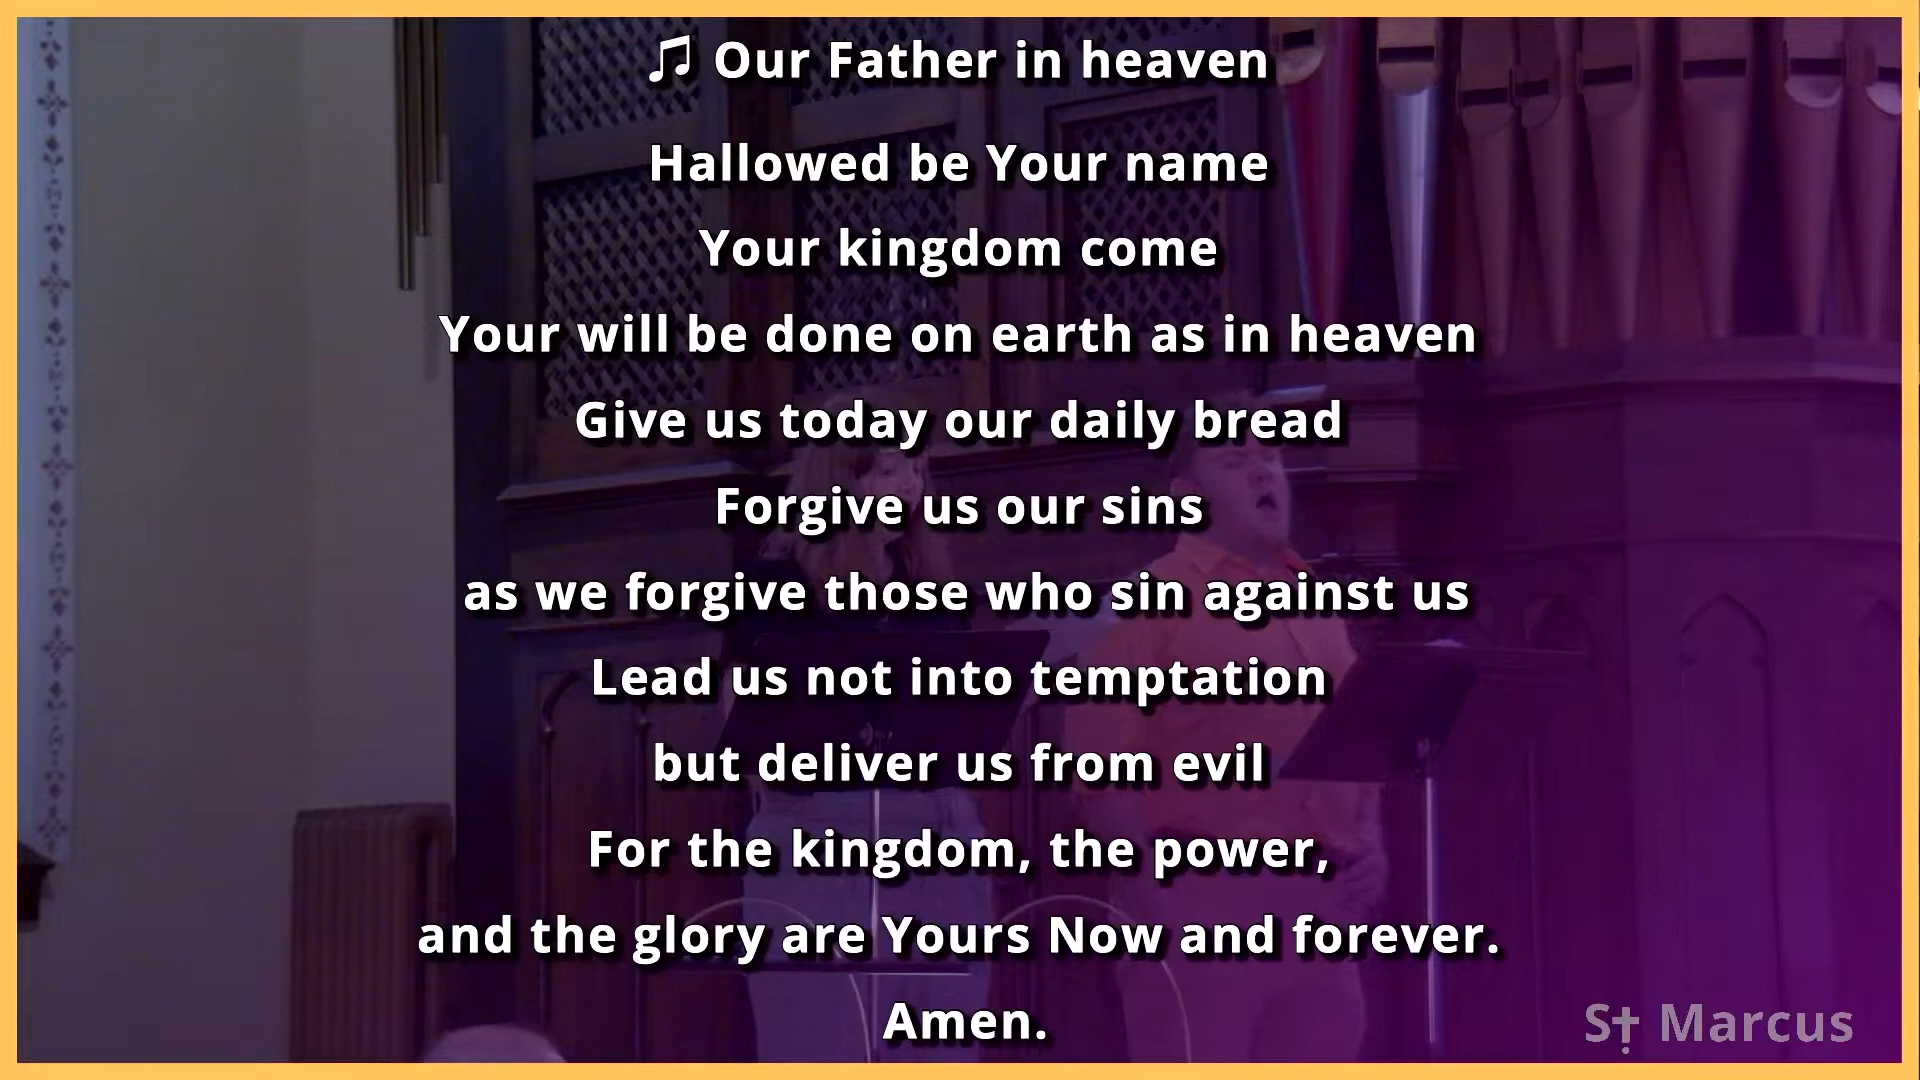 ♫ Our Father in heaven
Hallowed be Your name
Your kingdom come
Your will be done on earth as in heaven
Give us today our daily bread
Forgive us our sins
as we forgive those who sin against us
Lead us not into temptation
but deliver us from evil
For the kingdom, the power,
and the glory are Yours Now and forever.
Amen.
St Marcus